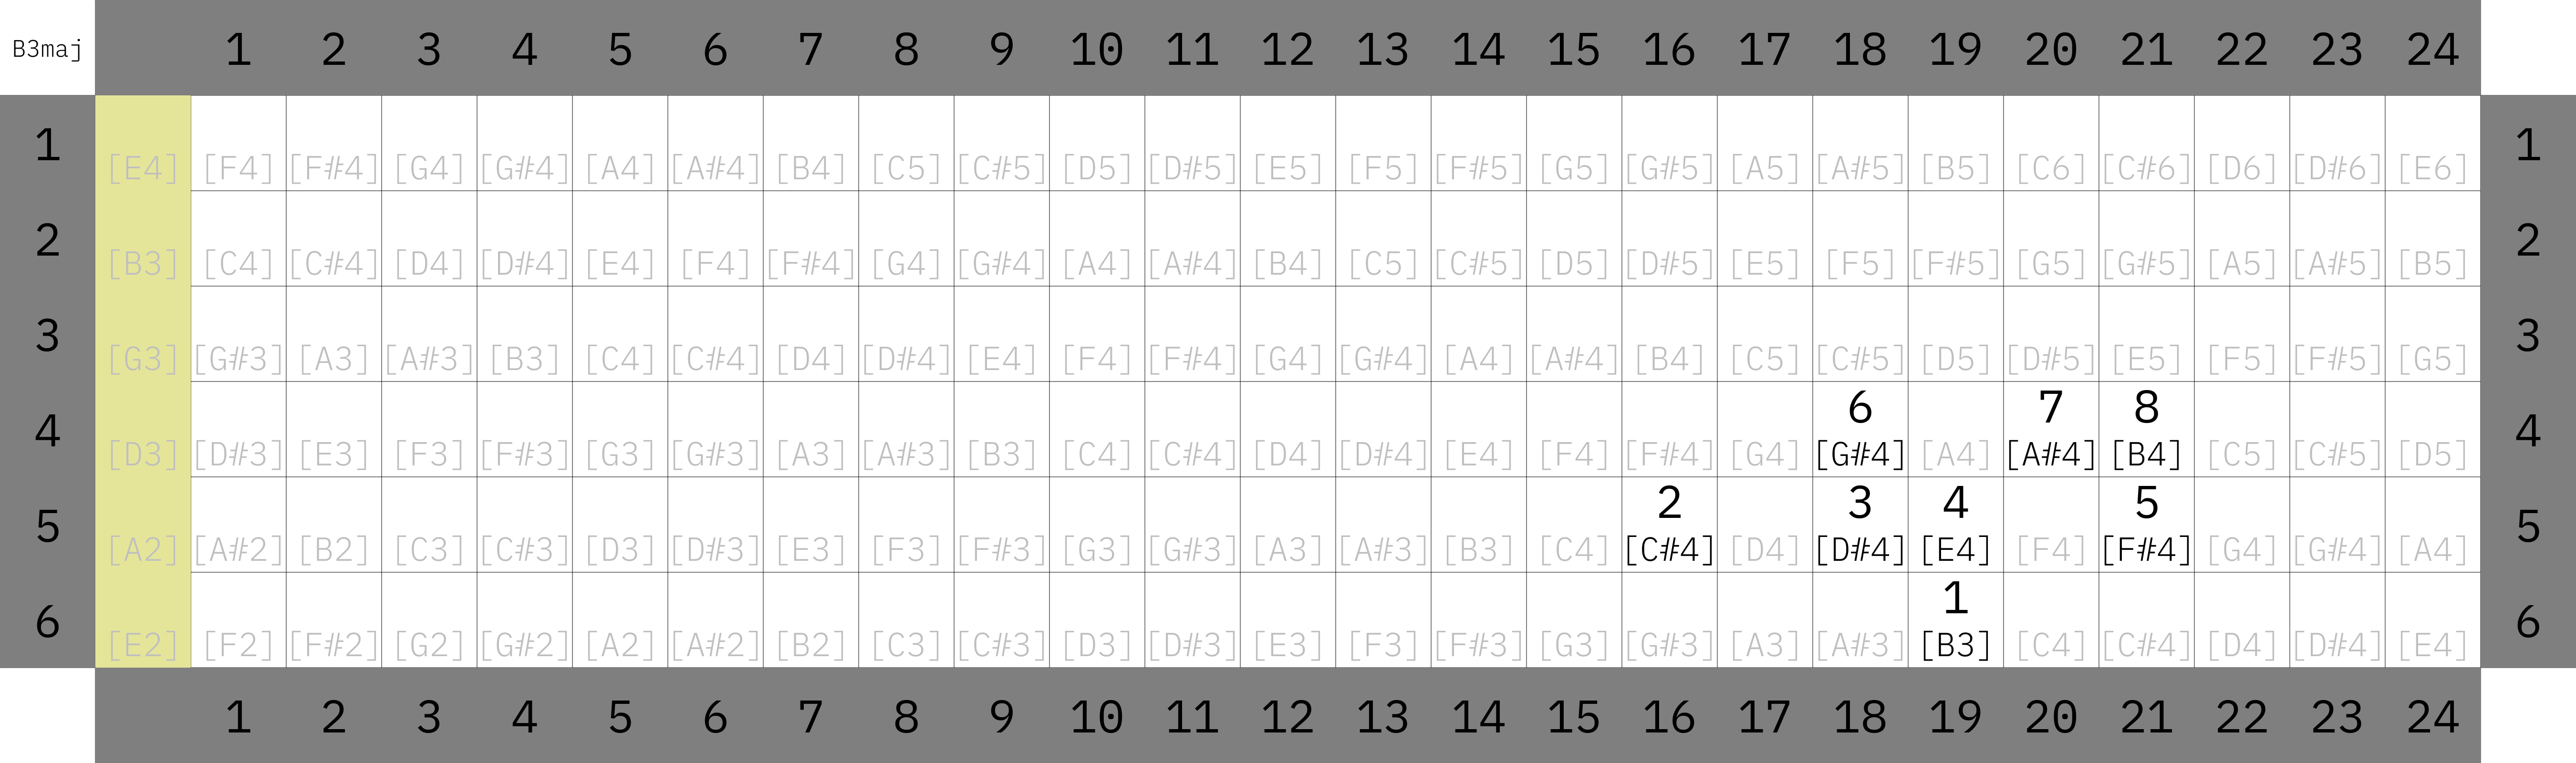 B3maj 1 2 3 4 5 6 7 8 9 10 11 12 13 14 15 16 17 18 19 20 21 22 23 24
1 [E4] [F4] [F#4] [G4] [G#4] [A4] [A#4] [B4] [C5] [C#5] [D5] [D#5] [E5] [F5] [F#5] [G5] [G#5] [A5] [A#5] [B5] [C6] [C#6] [D6] [D#6] [E6] 1
2 [B3] [C4] [C#4] [D4] [D#4] [E4] [F4] [F#4] [G4] [G#4] [A4] [A#4] [B4] [C5] [C#5] [D5] [D#5] [E5] [F5] [F#5] [G5] [G#5] [A5] [A#5] [B5] 2
3 [G3] [G#3] [A3] [A#3] [B3] [C4] [C#4] [D4] [D#4] [E4] [F4] [F#4] [G4] [G#4] [A4] [A#4] [B4] [C5] [C#5] [D5] [D#5] [E5] [F5] [F#5] [G5] 3
6 7 8
4 [D3] [D#3] [E3] [F3] [F#3] [G3] [G#3] [A3] [A#3] [B3] [C4] [C#4] [D4] [D#4] [E4] [F4] [F#4] [G4] [G#4] [A4] [A#4] [B4] [C5] [C#5] [D5] 4
2 3 4 5
5 [A2] [A#2] [B2] [C3] [C#3] [D3] [D#3] [E3] [F3] [F#3] [G3] [G#3] [A3] [A#3] [B3] [C4] [C#4] [D4] [D#4] [E4] [F4] [F#4] [G4] [G#4] [A4] 5
1
6 [E2] [F2] [F#2] [G2] [G#2] [A2] [A#2] [B2] [C3] [C#3] [D3] [D#3] [E3] [F3] [F#3] [G3] [G#3] [A3] [A#3] [B3] [C4] [C#4] [D4] [D#4] [E4] 6
1 2 3 4 5 6 7 8 9 10 11 12 13 14 15 16 17 18 19 20 21 22 23 24